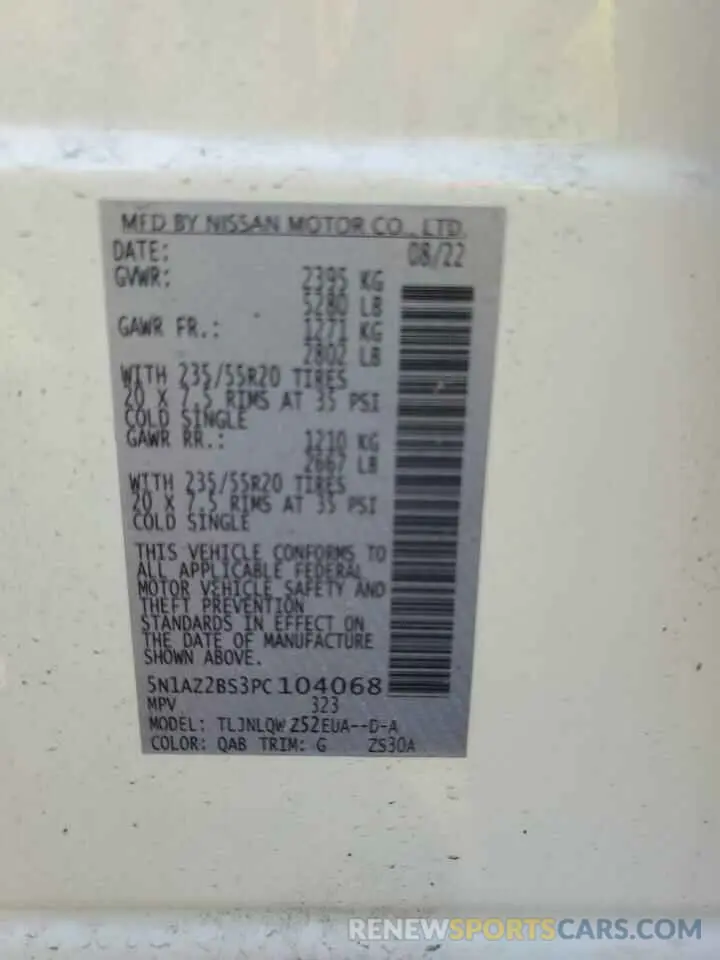 MFD BY NISSAN MOTOR CO., LTD.
DATE: 08/22
GVWR: 2395 KG
5280 LB
GAWR FR.: 1271 KG
2802 LB
WITH 235/55R20 TIRES
20 X 7.5 RIMS AT 35 PSI
COLD SINGLE
GAWR RR.: 1210 KG
2667 LB
WITH 235/55R20 TIRES
20 X 7.5 RIMS AT 35 PSI
COLD SINGLE
THIS VEHICLE CONFORMS TO
ALL APPLICABLE FEDERAL
MOTOR VEHICLE SAFETY AND
THEFT PREVENTION
STANDARDS IN EFFECT ON
THE DATE OF MANUFACTURE
SHOWN ABOVE.
5N1AZ2BS3PC104068
MPV 323
MODEL: TLJNLQW Z52EUA--D-A
COLOR: QAB TRIM: G ZS30A
RENEWSPORTSCARS.COM